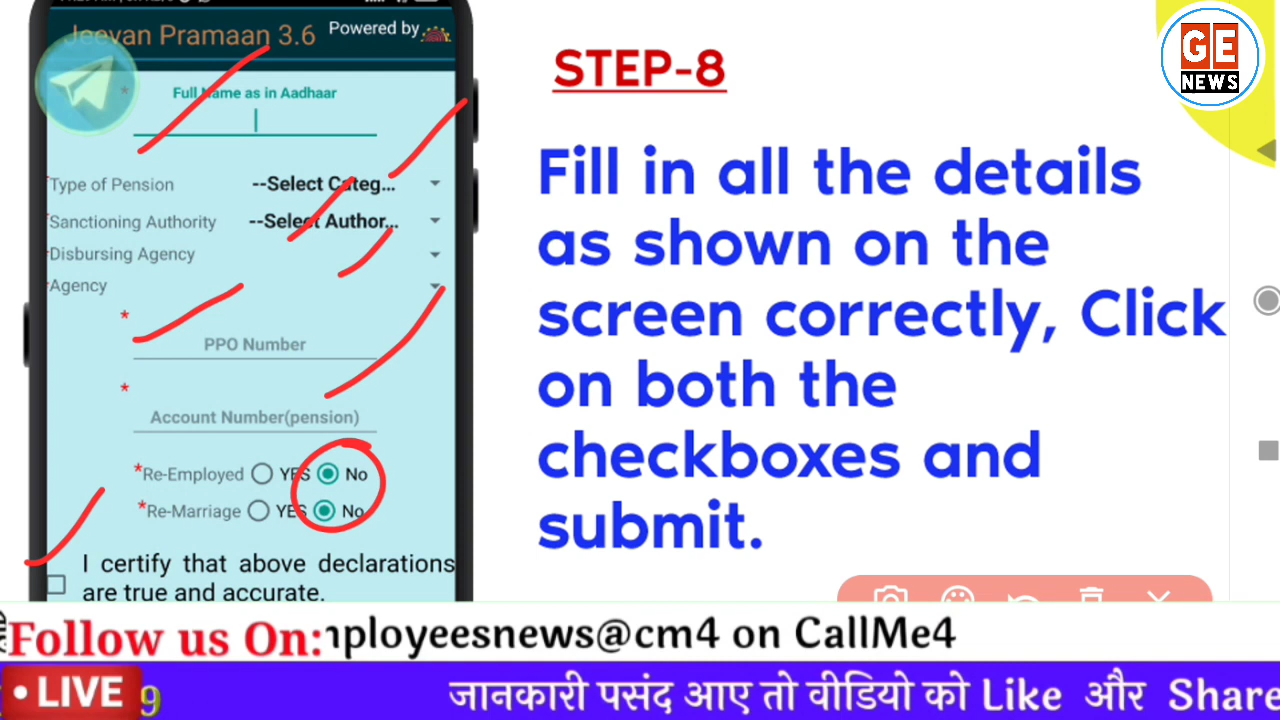 Jeevan Pramaan 3.6 Powered by
* Full Name as in Aadhaar
*Type of Pension --Select Categ...
*Sanctioning Authority --Select Author...
*Disbursing Agency
*Agency
*
PPO Number
*
Account Number(pension)
*Re-Employed YES No
*Re-Marriage YES No
I certify that above declarations
are true and accurate.
STEP-8
Fill in all the details
as shown on the
screen correctly, Click
on both the
checkboxes and
submit.
GE
NEWS
Follow us On: ployeesnews@cm4 on CallMe4
• LIVE 9 जानकारी पसंद आए तो वीडियो को Like और Share